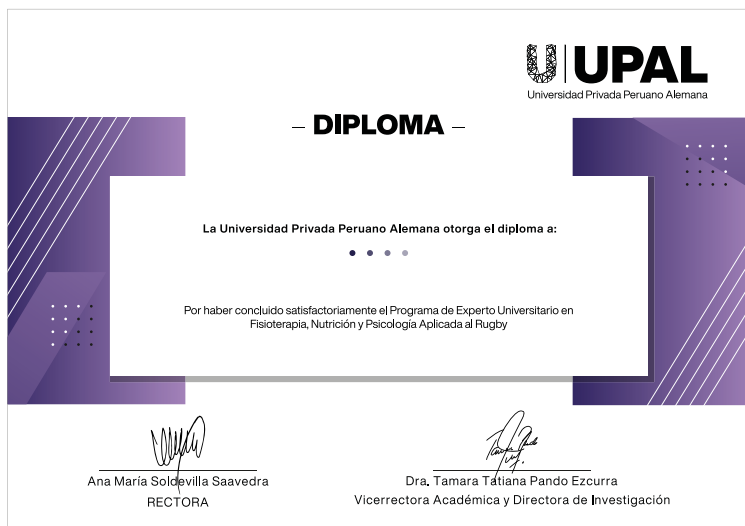 UPAL
Universidad Privada Peruano Alemana
– DIPLOMA –
La Universidad Privada Peruano Alemana otorga el diploma a:
Por haber concluido satisfactoriamente el Programa de Experto Universitario en
Fisioterapia, Nutrición y Psicología Aplicada al Rugby
Ana María Soldevilla Saavedra
RECTORA
Dra. Tamara Tatiana Pando Ezcurra
Vicerrectora Académica y Directora de Investigación